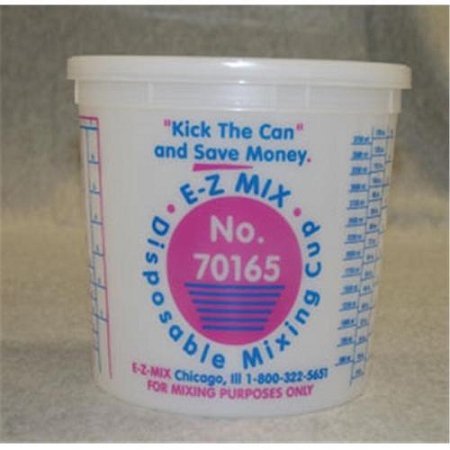 "Kick The Can"
and Save Money.
• E-Z MIX •
Disposable Mixing Cup
No.
70165
E-Z-MIX Chicago, Ill 1-800-322-5651
FOR MIXING PURPOSES ONLY